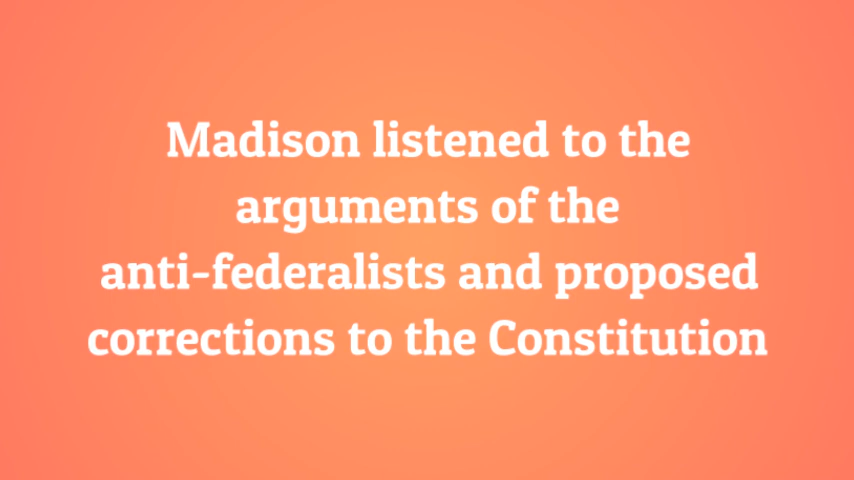 Madison listened to the
arguments of the
anti-federalists and proposed
corrections to the Constitution